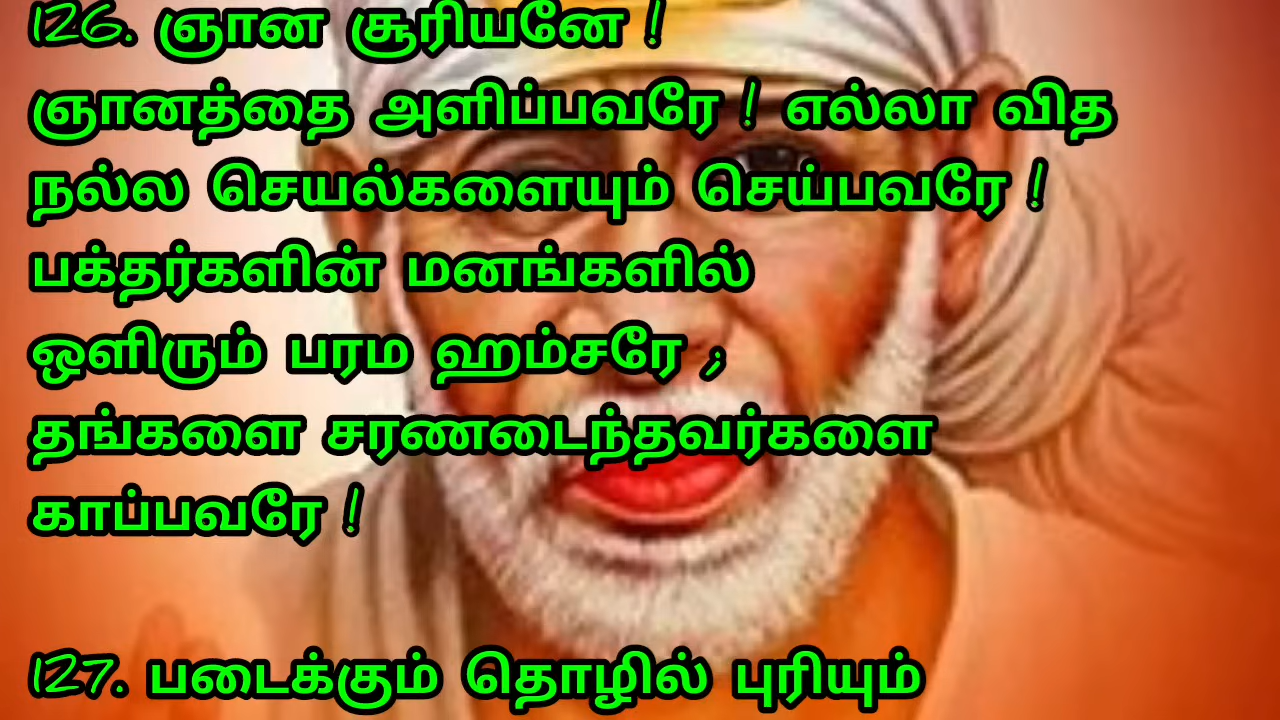 126. ஞான சூரியனே !
ஞானத்தை அளிப்பவரே ! எல்லா வித
நல்ல செயல்களையும் செய்பவரே !
பக்தர்களின் மனங்களில்
ஒளிரும் பரம ஹம்சரே ;
தங்களை சரணடைந்தவர்களை
காப்பவரே !
127. படைக்கும் தொழில் புரியும்